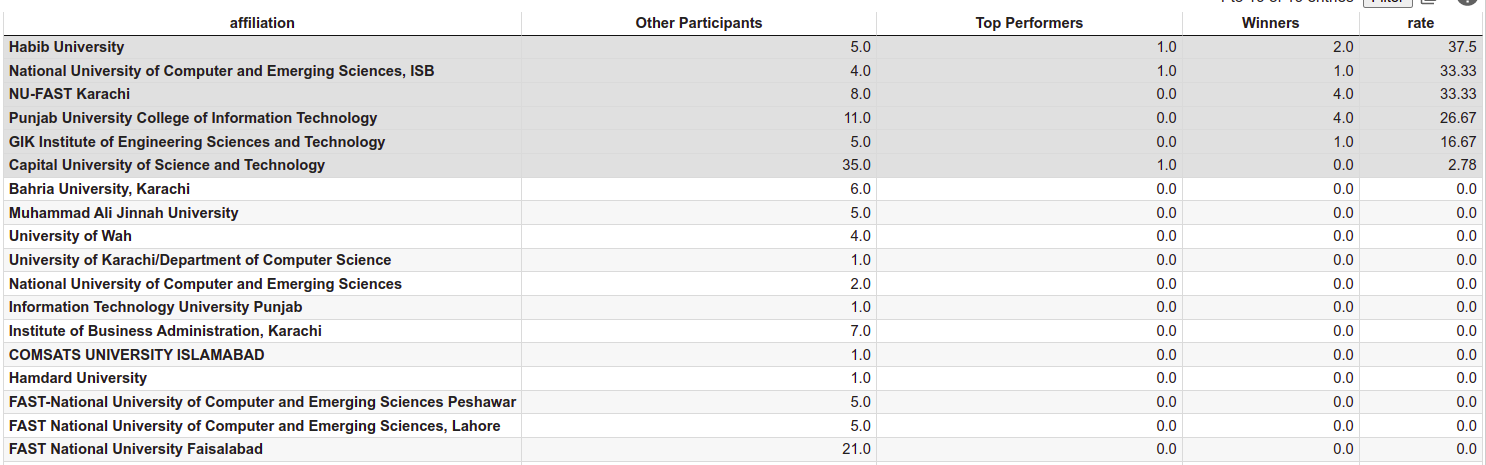 Filter
affiliation Other Participants Top Performers Winners rate
Habib University 5.0 1.0 2.0 37.5
National University of Computer and Emerging Sciences, ISB 4.0 1.0 1.0 33.33
NU-FAST Karachi 8.0 0.0 4.0 33.33
Punjab University College of Information Technology 11.0 0.0 4.0 26.67
GIK Institute of Engineering Sciences and Technology 5.0 0.0 1.0 16.67
Capital University of Science and Technology 35.0 1.0 0.0 2.78
Bahria University, Karachi 6.0 0.0 0.0 0.0
Muhammad Ali Jinnah University 5.0 0.0 0.0 0.0
University of Wah 4.0 0.0 0.0 0.0
University of Karachi/Department of Computer Science 1.0 0.0 0.0 0.0
National University of Computer and Emerging Sciences 2.0 0.0 0.0 0.0
Information Technology University Punjab 1.0 0.0 0.0 0.0
Institute of Business Administration, Karachi 7.0 0.0 0.0 0.0
COMSATS UNIVERSITY ISLAMABAD 1.0 0.0 0.0 0.0
Hamdard University 1.0 0.0 0.0 0.0
FAST-National University of Computer and Emerging Sciences Peshawar 5.0 0.0 0.0 0.0
FAST National University of Computer and Emerging Sciences, Lahore 5.0 0.0 0.0 0.0
FAST National University Faisalabad 21.0 0.0 0.0 0.0